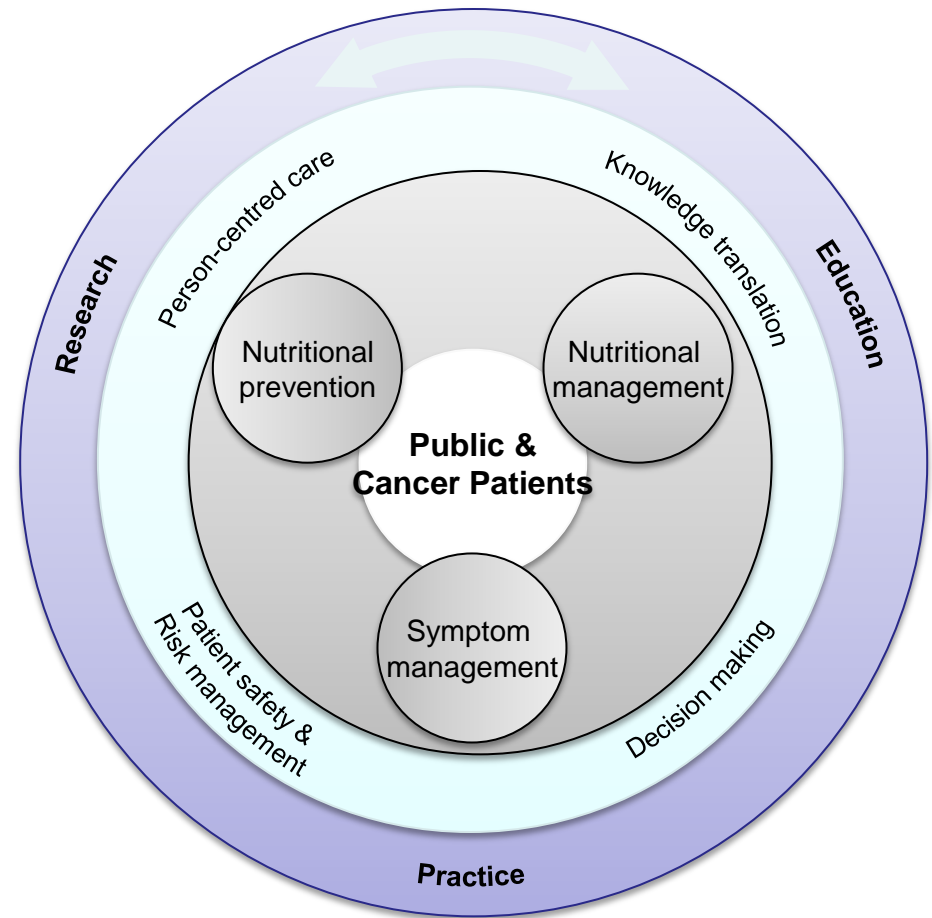 Research
Education
Practice
Person-centred care
Knowledge translation
Patient safety &
Risk management
Decision making
Nutritional
prevention
Nutritional
management
Public &
Cancer Patients
Symptom
management